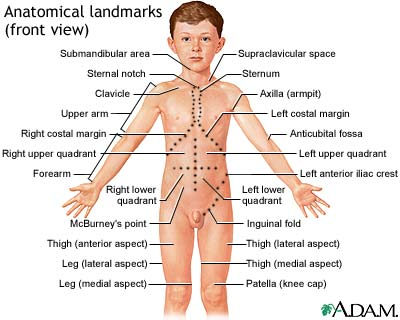 Anatomical landmarks
(front view)
Submandibular area
Supraclavicular space
Sternal notch
Sternum
Clavicle
Axilla (armpit)
Upper arm
Left costal margin
Right costal margin
Anticubital fossa
Right upper quadrant
Left upper quadrant
Forearm
Left anterior iliac crest
Right lower
quadrant
Left lower
quadrant
McBurney's point
Inguinal fold
Thigh (anterior aspect)
Thigh (lateral aspect)
Leg (lateral aspect)
Thigh (medial aspect)
Leg (medial aspect)
Patella (knee cap)
A.D.A.M.